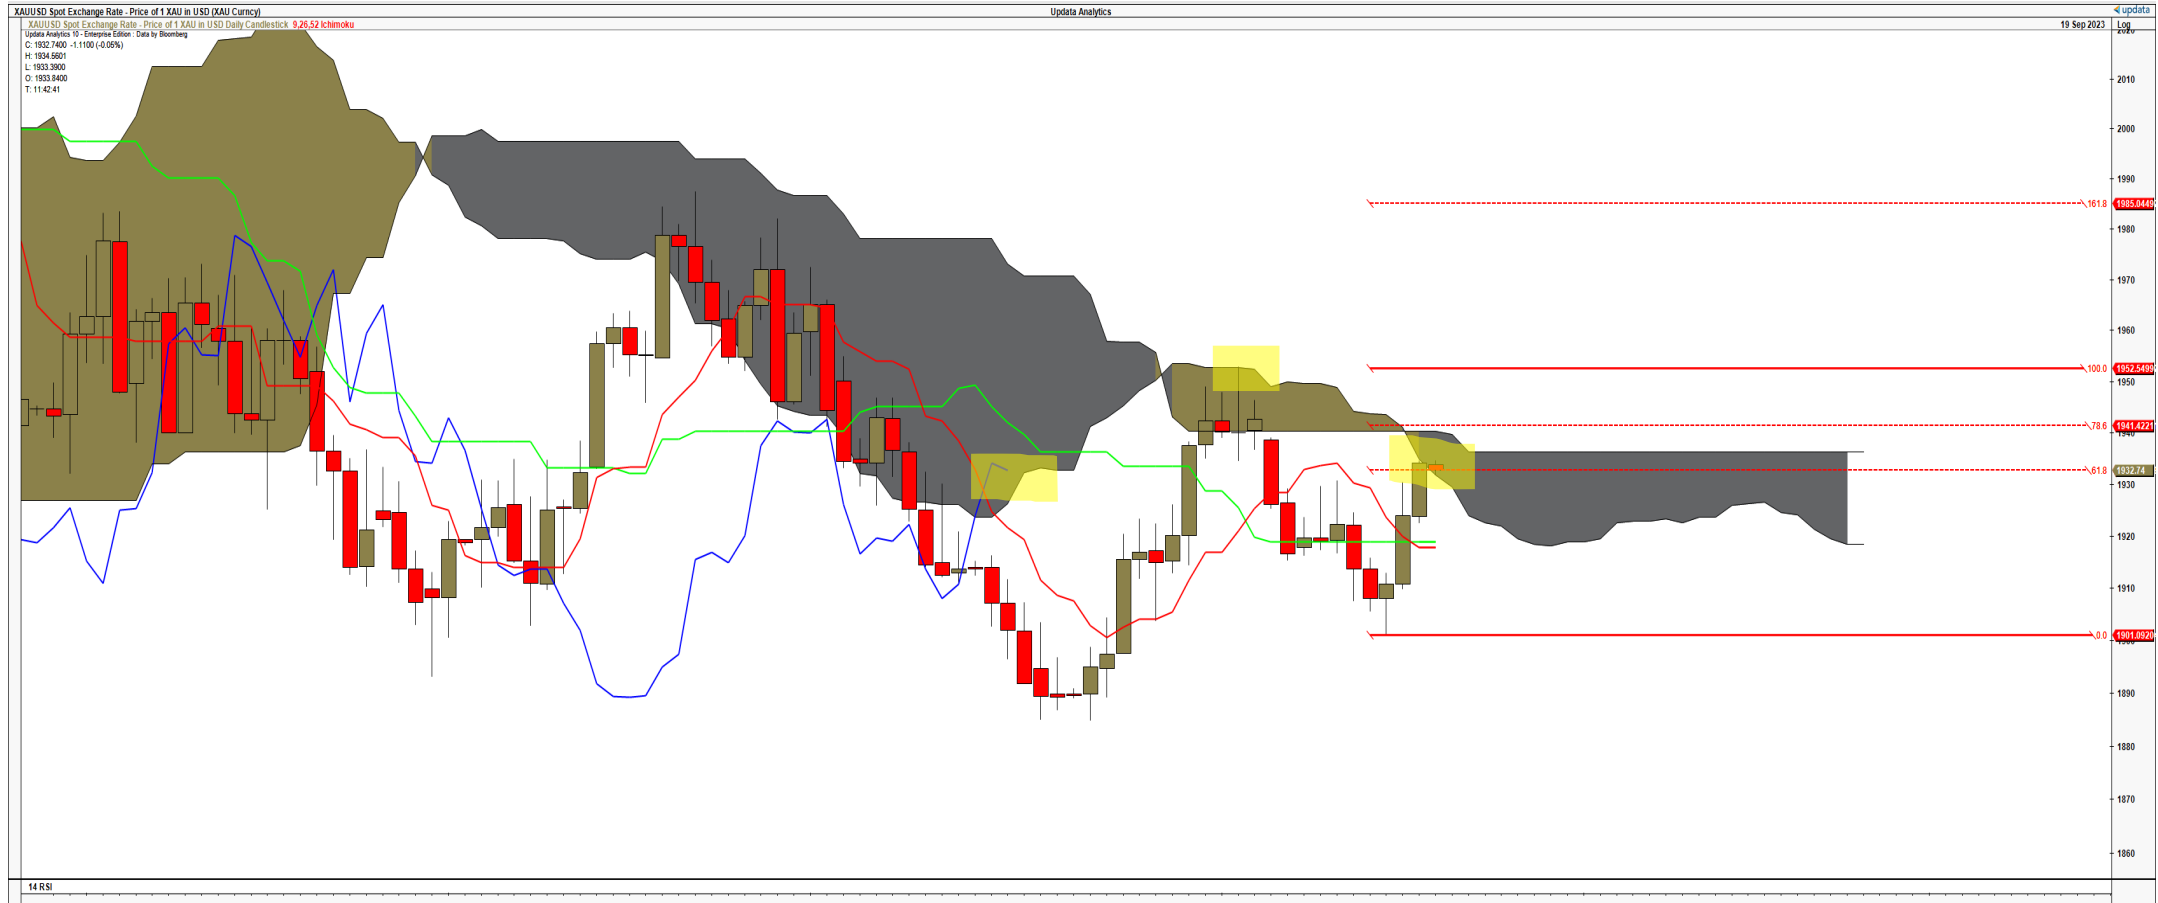 XAUUSD Spot Exchange Rate - Price of 1 XAU in USD (XAU Curncy)
Updata Analytics
updata
XAUUSD Spot Exchange Rate - Price of 1 XAU in USD Daily Candlestick 9,26,52 Ichimoku
19 Sep 2023
Log
Updata Analytics 10 - Enterprise Edition : Data by Bloomberg
C: 1932.7400 -1.1100 (-0.05%)
H: 1934.5601
L: 1933.3900
O: 1933.8400
T: 11:42:41
2020
2010
2000
1990
161.8
1985.0449
1980
1970
1960
100.0
1952.5499
1950
78.6
1941.4221
1940
61.8
1932.74
1930
1920
1910
0.0
1901.0920
1900
1890
1880
1870
1860
14 RSI